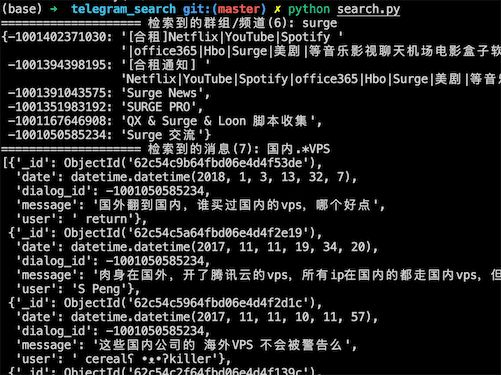 (base) → telegram_search git:(master) ✗ python search.py
==================== 检索到的群组/频道(6): surge
{-1001402371030: '[合租]Netflix|YouTube|Spotify '
'|office365|Hbo|Surge|美剧|等音乐影视聊天机场电影盒子软
-1001394398195: '[合租通知] '
'Netflix|YouTube|Spotify|office365|Hbo|Surge|美剧|等音
-1001391043575: 'Surge News',
-1001351983192: 'SURGE PRO',
-1001167646908: 'QX & Surge & Loon 脚本收集',
-1001050585234: 'Surge 交流'}
==================== 检索到的消息(7): 国内.*VPS
[{'_id': ObjectId('62c54c9b64fbd06e4d4f53de'),
'date': datetime.datetime(2018, 1, 3, 13, 32, 7),
'dialog_id': -1001050585234,
'message': '国外翻到国内，谁买过国内的vps，哪个好点',
'user': ' return'},
{'_id': ObjectId('62c54c5a64fbd06e4d4f2e19'),
'date': datetime.datetime(2017, 11, 11, 19, 34, 20),
'dialog_id': -1001050585234,
'message': '肉身在国外，开了腾讯云的vps，所有ip在国内的都走国内vps，但
'user': 'S Peng'},
{'_id': ObjectId('62c54c5964fbd06e4d4f2d1c'),
'date': datetime.datetime(2017, 11, 11, 10, 11, 57),
'dialog_id': -1001050585234,
'message': '这些国内公司的 海外VPS 不会被警告么',
'user': ' cerealʕ •ᴥ•ʔkiller'},
{'_id': ObjectId('62c54c2f64fbd06e4d4f139c'),